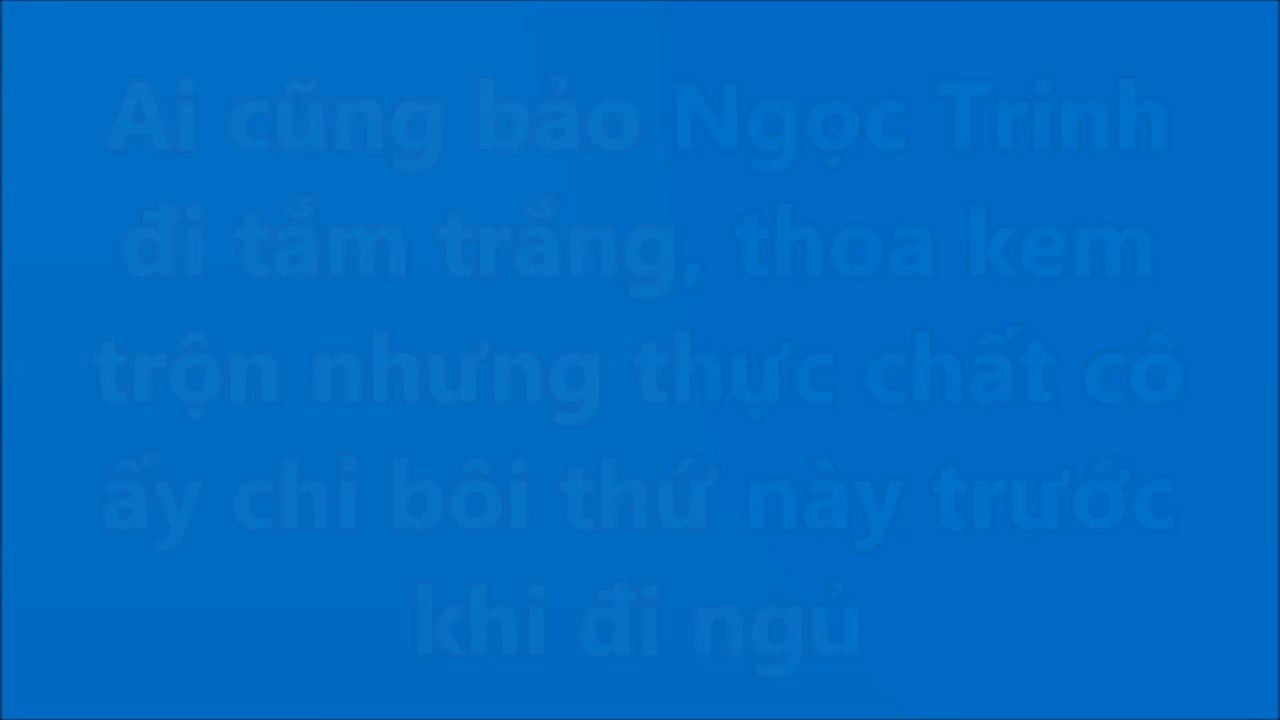 Ai cũng bảo Ngọc Trinh
đi tắm trắng, thoa kem
trộn nhưng thực chất cô
ấy chỉ bôi thứ này trước
khi đi ngủ